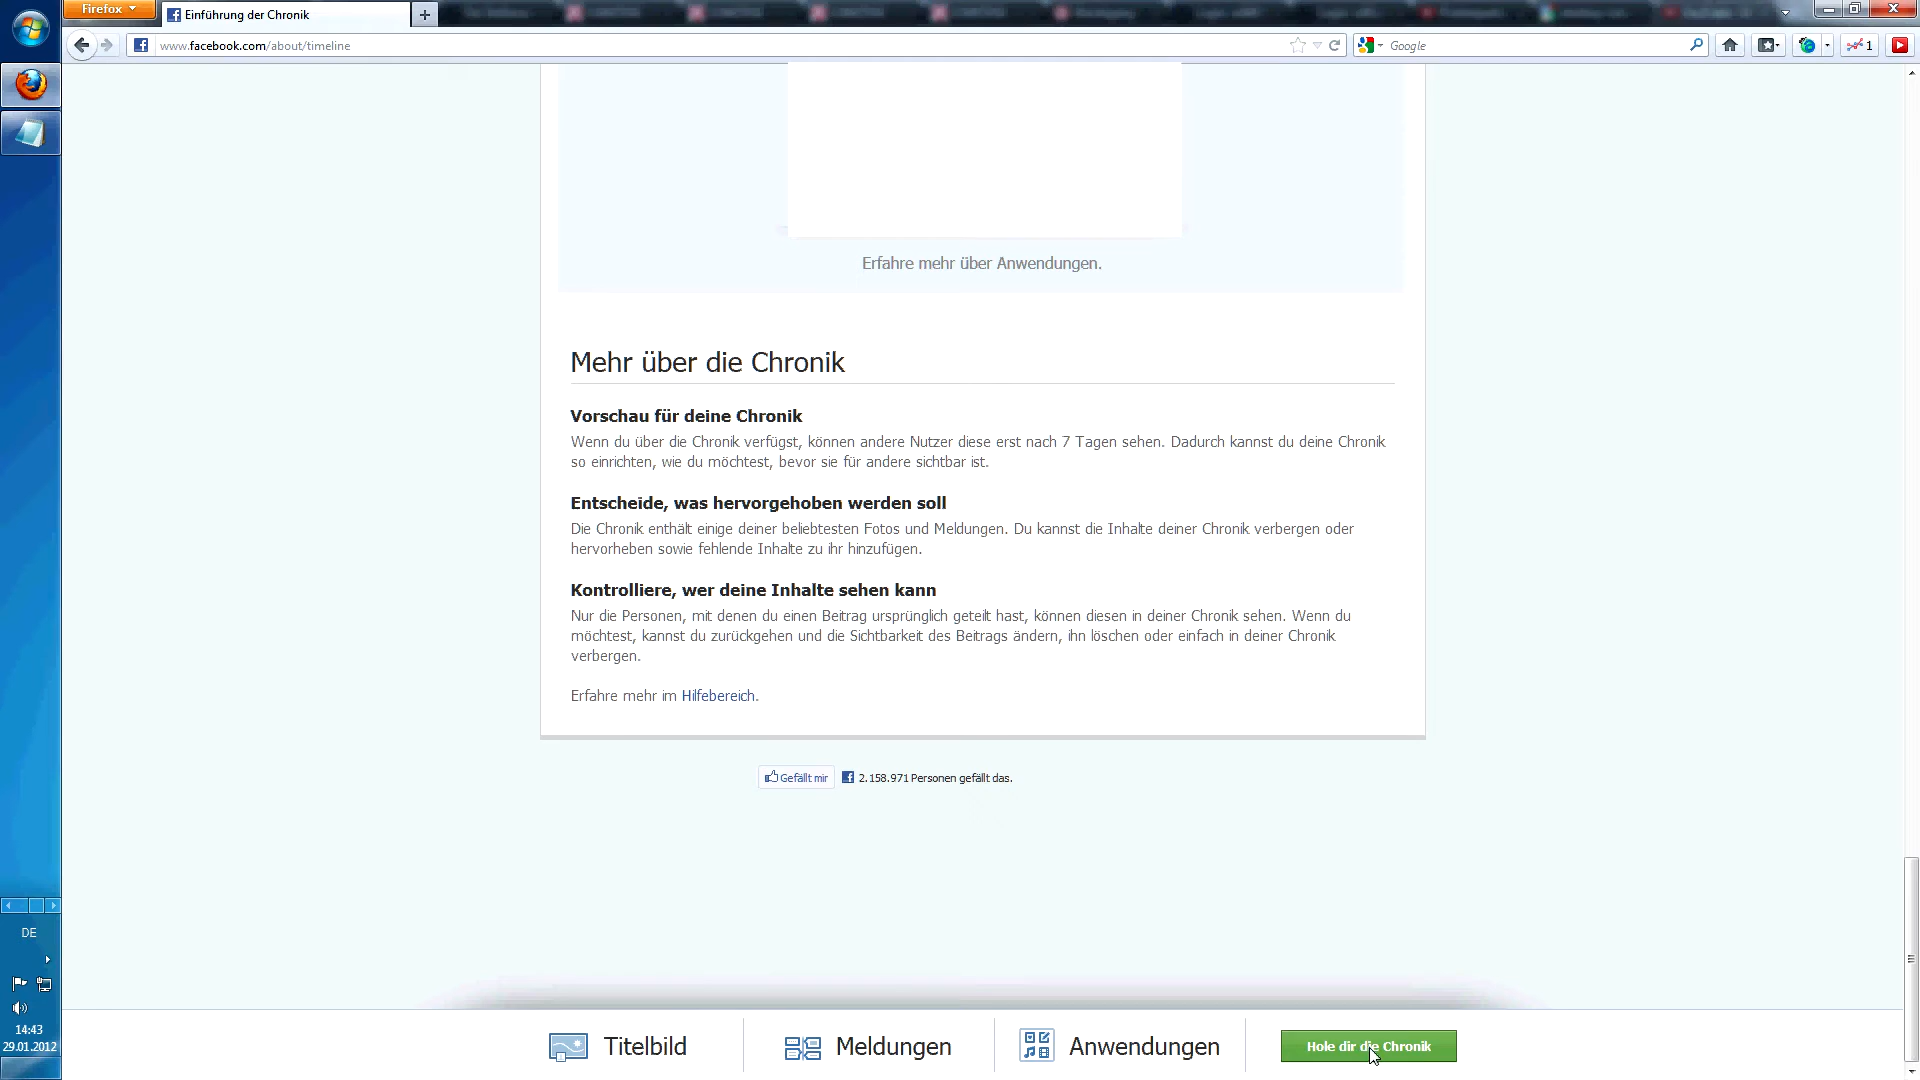 Firefox
Einführung der Chronik
www.facebook.com/about/timeline
Google
1
Erfahre mehr über Anwendungen.
Mehr über die Chronik
Vorschau für deine Chronik
Wenn du über die Chronik verfügst, können andere Nutzer diese erst nach 7 Tagen sehen. Dadurch kannst du deine Chronik
so einrichten, wie du möchtest, bevor sie für andere sichtbar ist.
Entscheide, was hervorgehoben werden soll
Die Chronik enthält einige deiner beliebtesten Fotos und Meldungen. Du kannst die Inhalte deiner Chronik verbergen oder
hervorheben sowie fehlende Inhalte zu ihr hinzufügen.
Kontrolliere, wer deine Inhalte sehen kann
Nur die Personen, mit denen du einen Beitrag ursprünglich geteilt hast, können diesen in deiner Chronik sehen. Wenn du
möchtest, kannst du zurückgehen und die Sichtbarkeit des Beitrags ändern, ihn löschen oder einfach in deiner Chronik
verbergen.
Erfahre mehr im Hilfebereich.
Gefällt mir
2.158.971 Personen gefällt das.
DE
14:43
29.01.2012
Titelbild
Meldungen
Anwendungen
Hole dir die Chronik